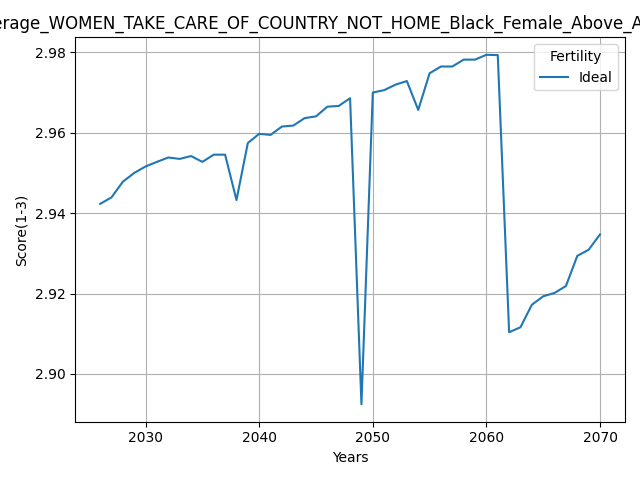 erage_WOMEN_TAKE_CARE_OF_COUNTRY_NOT_HOME_Black_Female_Above_A
2.98
2.96
2.94
2.92
2.90
Score(1-3)
Fertility
Ideal
2030 2040 2050 2060 2070
Years